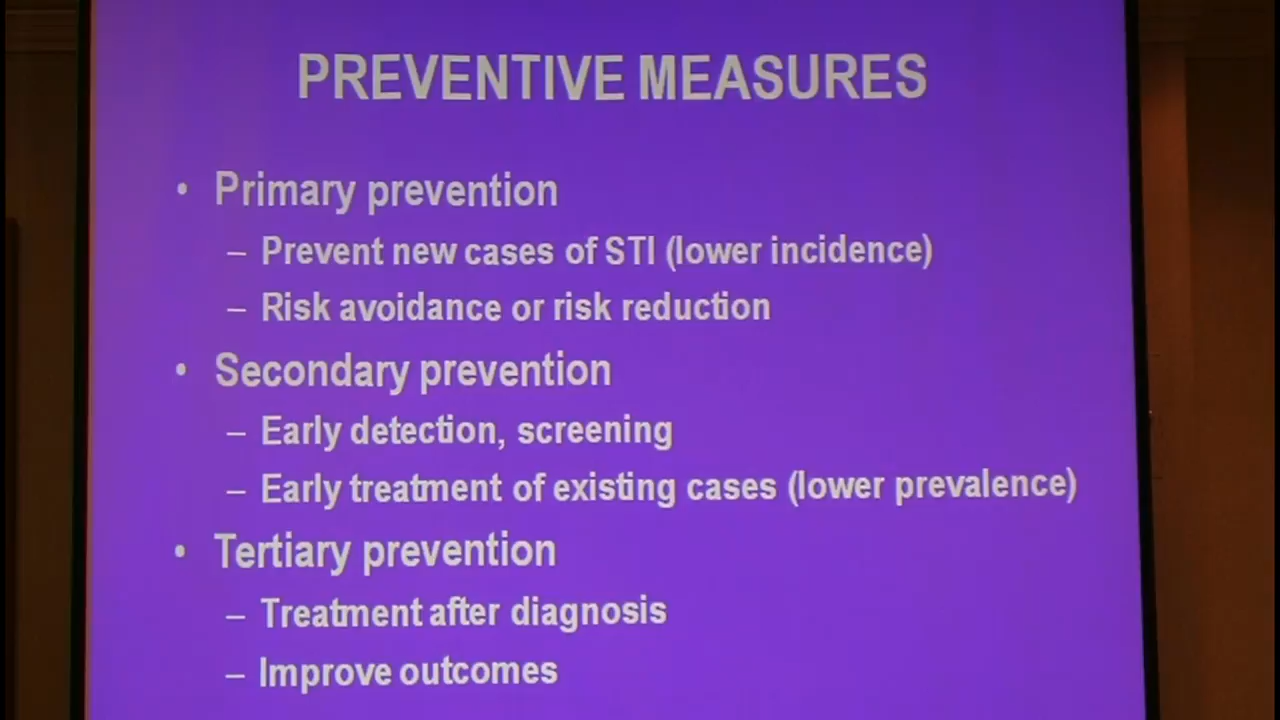 PREVENTIVE MEASURES
• Primary prevention
– Prevent new cases of STI (lower incidence)
– Risk avoidance or risk reduction
• Secondary prevention
– Early detection, screening
– Early treatment of existing cases (lower prevalence)
• Tertiary prevention
– Treatment after diagnosis
– Improve outcomes